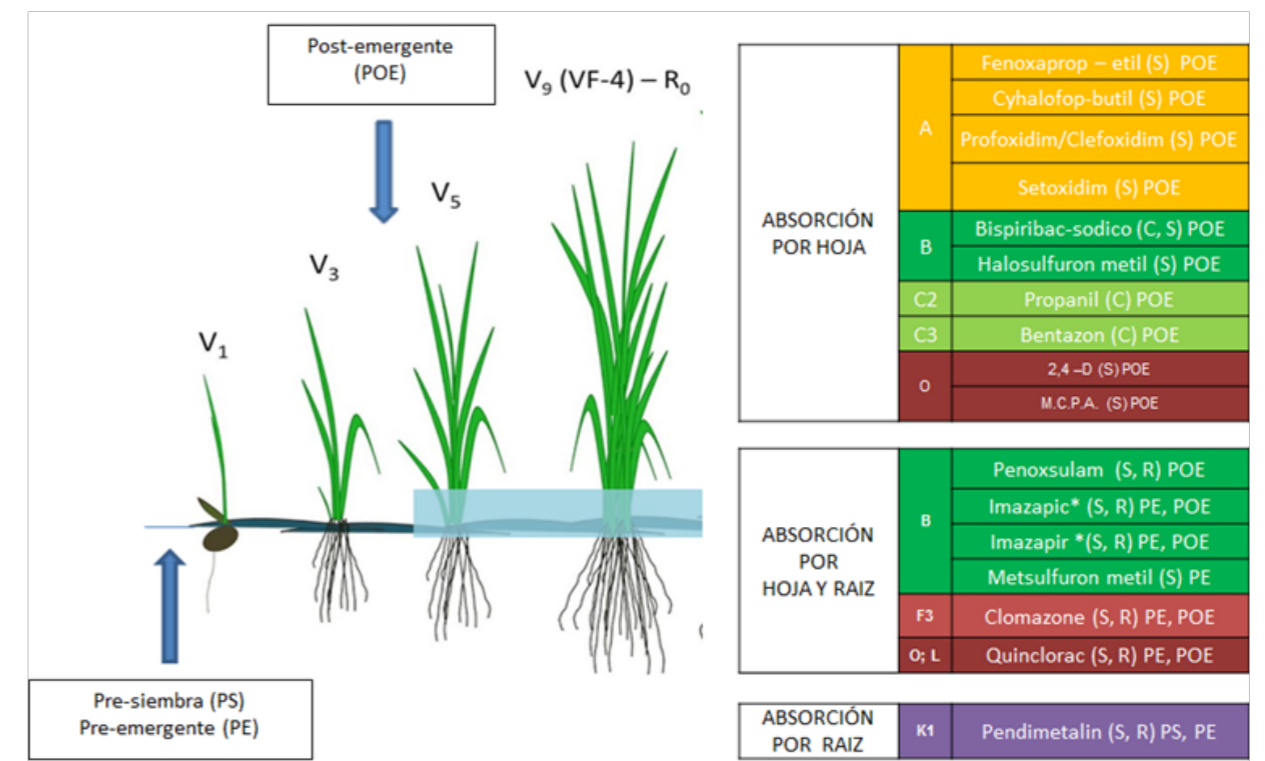 Post-emergente
(POE)
V9 (VF-4) – R0
V5
V3
V1
Pre-siembra (PS)
Pre-emergente (PE)
ABSORCIÓN
POR HOJA
A
Fenoxaprop – etil (S) POE
Cyhalofop-butil (S) POE
Profoxidim/Clefoxidim (S) POE
Setoxidim (S) POE
B
Bispiribac-sodico (C, S) POE
Halosulfuron metil (S) POE
C2
Propanil (C) POE
C3
Bentazon (C) POE
O
2,4 –D (S) POE
M.C.P.A. (S) POE
ABSORCIÓN
POR
HOJA Y RAIZ
B
Penoxsulam (S, R) POE
Imazapic* (S, R) PE, POE
Imazapir *(S, R) PE, POE
Metsulfuron metil (S) PE
F3
Clomazone (S, R) PE, POE
O; L
Quinclorac (S, R) PE, POE
ABSORCIÓN
POR RAIZ
K1
Pendimetalin (S, R) PS, PE